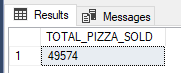 Results Messages
TOTAL_PIZZA_SOLD
1 49574